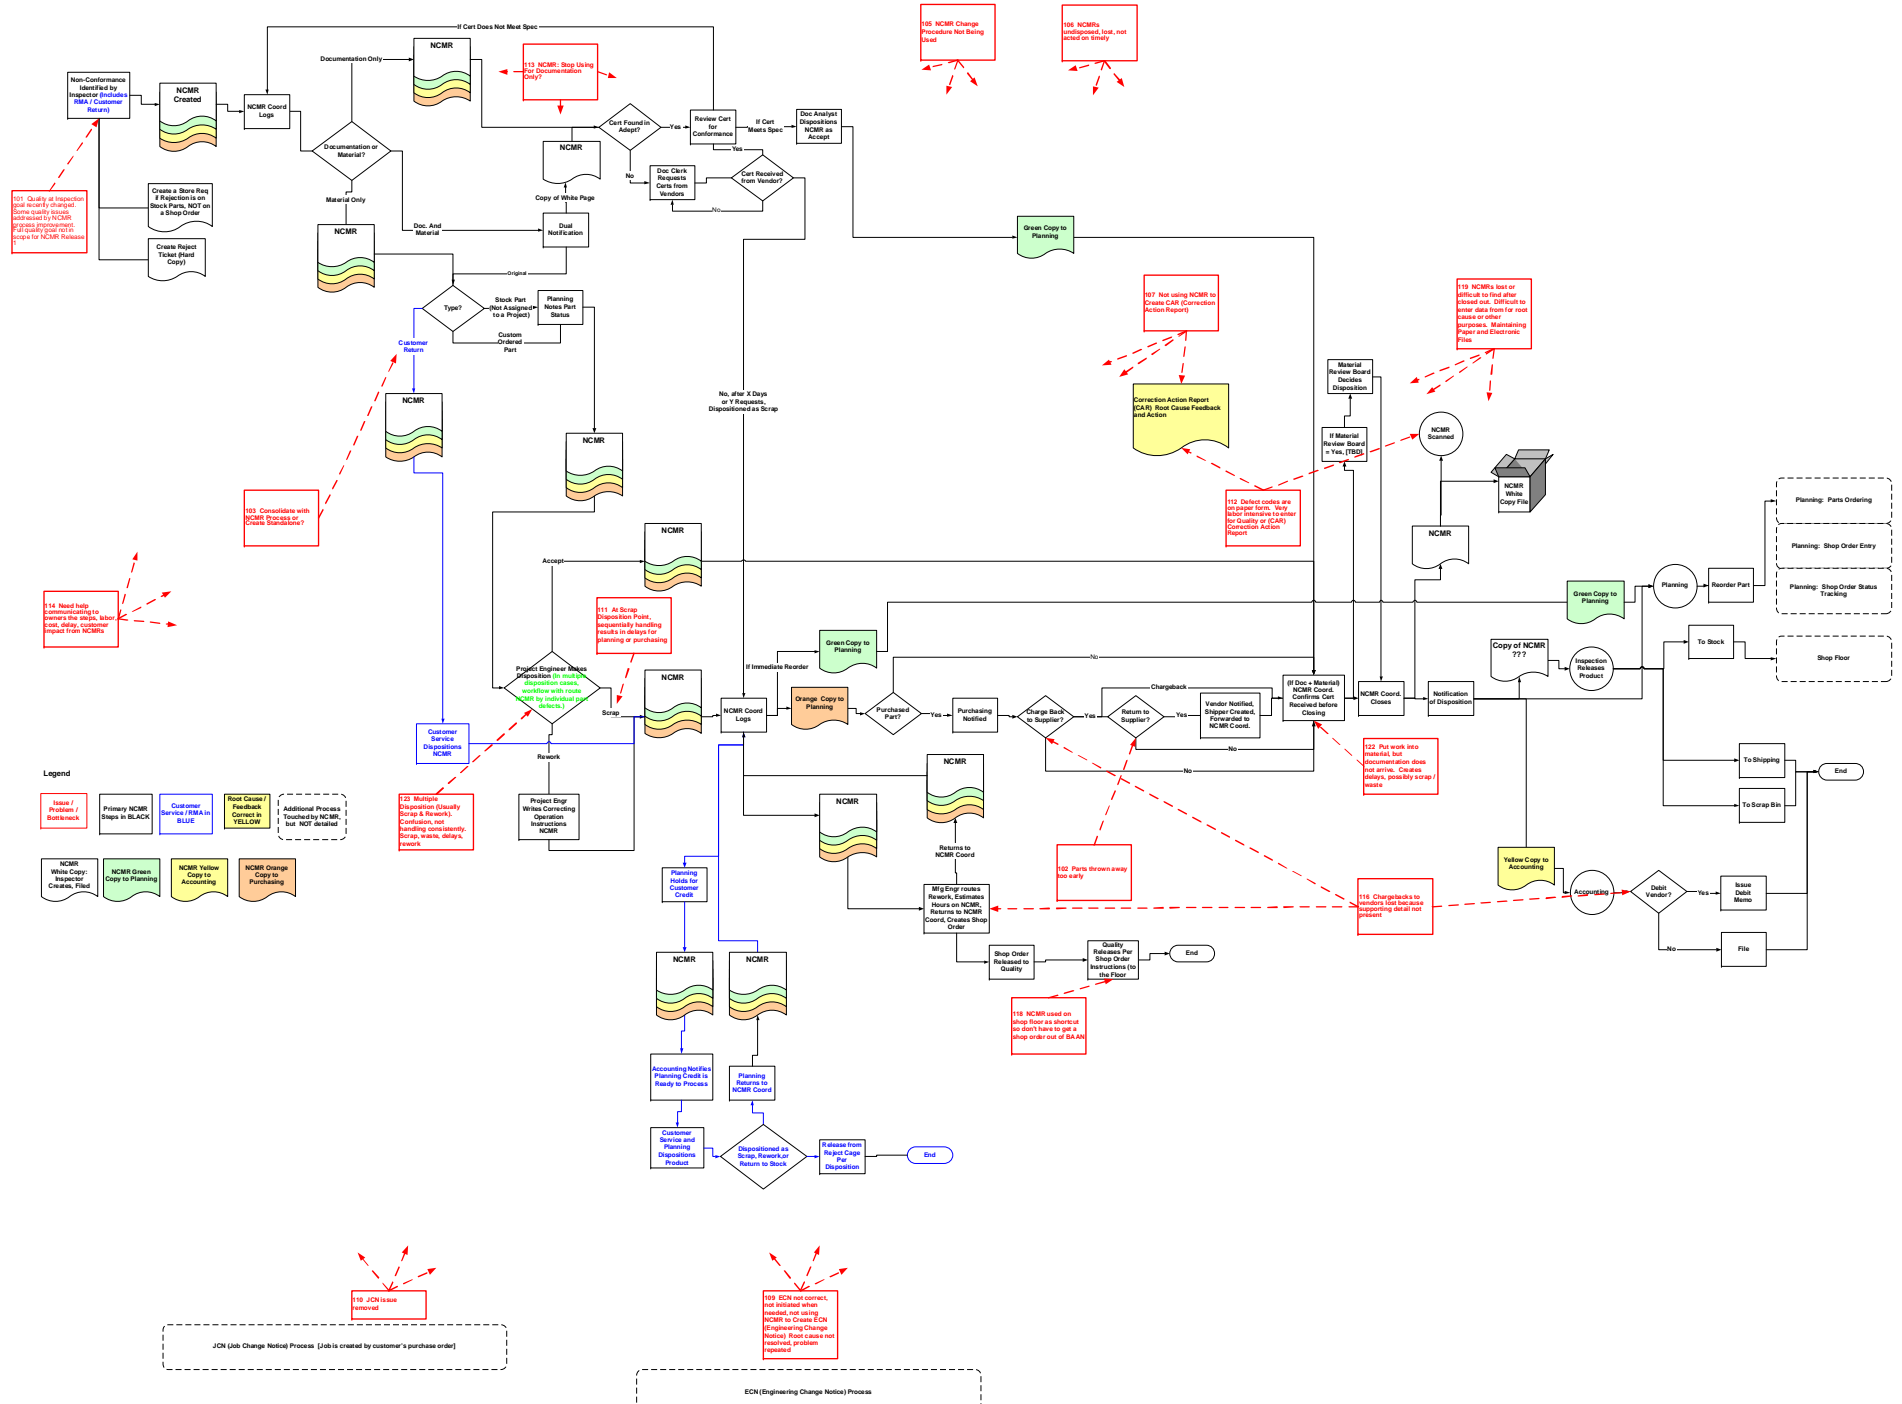 If Cert Does Not Meet Spec
105  NCMR Change
Procedure Not Being
Used
106  NCMRs
undisposed, lost, not
acted on timely
NCMR
Documentation Only
113  NCMR: Stop Using
For Documentation
Only?
Non-Conformance
Identified by
Inspector (Includes
RMA / Customer
Return)
NCMR
Created
NCMR Coord
Logs
Documentation or
Material?
Cert Found in
Adept?
Yes
Review Cert
for
Conformance
If Cert
Meets Spec
Doc Analyst
Dispositions
NCMR as
Accept
NCMR
Yes
No
Doc Clerk
Requests
Certs from
Vendors
Cert Received
from Vendor?
No
Copy of White Page
101  Quality at Inspection
goal recently changed.
Some quality issues
addressed by NCMR
process improvement.
Full quality goal not in
scope for NCMR Release
1
Create a Store Req
if Rejection is on
Stock Parts, NOT on
a Shop Order
Create Reject
Ticket (Hard
Copy)
Material Only
NCMR
Doc. And
Material
Dual
Notification
Original
Green Copy to
Planning
Type?
Stock Part
(Not Assigned
to a Project)
Planning
Notes Part
Status
Custom
Ordered
Part
Customer
Return
107  Not using NCMR to
Create CAR (Correction
Action Report)
119  NCMRs lost or
difficult to find after
closed out.  Difficult to
enter data from for root
cause or other
purposes.  Maintaining
Paper and Electronic
Files
NCMR
No, after X Days
or Y Requests,
Dispositioned as Scrap
Correction Action Report
(CAR)  Root Cause Feedback
and Action
Material
Review Board
Decides
Disposition
If Material
Review Board
= Yes, [TBD]
NCMR
Scanned
NCMR
NCMR
White
Copy File
103  Consolidate with
NCMR Process or
Create Standalone?
112  Defect codes are
on paper form.  Very
labor intensive to enter
for Quality or (CAR)
Correction Action
Report
Planning:  Parts Ordering
Planning:  Shop Order Entry
Planning:  Shop Order Status
Tracking
NCMR
NCMR
Accept
114  Need help
communicating to
owners the steps, labor,
cost, delay, customer
impact from NCMRs
111  At Scrap
Disposition Point,
sequentially handling
results in delays for
planning or purchasing
Green Copy to
Planning
Planning
Reorder Part
Green Copy to
Planning
To Stock
Shop Floor
Copy of NCMR
???
Inspection
Releases
Product
Project Engineer Makes
Disposition (In multiple
disposition cases,
workflow with route
NCMR by individual part
defects.)
Scrap
NCMR
If Immediate Reorder
No
NCMR Coord
Logs
Orange  Copy to
Planning
Purchased
Part?
Yes
Purchasing
Notified
Charge Back
to Supplier?
Yes
Chargeback
Return to
Supplier?
Yes
Vendor Notified,
Shipper Created,
Forwarded to
NCMR Coord.
(If Doc + Material)
NCMR Coord.
Confirms Cert
Received before
Closing
NCMR Coord.
Closes
Notification
of Disposition
No
No
Customer
Service
Dispositions
NCMR
Rework
122  Put work into
material, but
documentation does
not arrive.  Creates
delays, possibly scrap /
waste
To Shipping
To Scrap Bin
End
Legend
Issue /
Problem /
Bottleneck
Primary NCMR
Steps in BLACK
Customer
Service / RMA in
BLUE
Root Cause /
Feedback
Correct in
YELLOW
Additional Process
Touched by NCMR,
but  NOT detailed
123  Multiple
Disposition (Usually
Scrap & Rework).
Confusion, not
handling consistently.
Scrap, waste, delays,
rework
Project Engr
Writes Correcting
Operation
Instructions
NCMR
NCMR
NCMR
Returns to
NCMR Coord
NCMR
White Copy:
Inspector
Creates, Filed
NCMR Green
Copy to Planning
NCMR Yellow
Copy to
Accounting
NCMR Orange
Copy to
Purchasing
Planning
Holds for
Customer
Credit
102  Parts thrown away
too early
Mfg Engr routes
Rework, Estimates
Hours on NCMR,
Returns to NCMR
Coord, Creates Shop
Order
116  Chargebacks to
vendors lost because
supporting detail not
present
Yellow Copy to
Accounting
Accounting
Debit
Vendor?
Yes
Issue
Debit
Memo
No
File
NCMR
NCMR
Shop Order
Released to
Quality
Quality
Releases Per
Shop Order
Instructions (to
the Floor
End
118  NCMR used on
shop floor as shortcut
so don't have to get a
shop order out of BAAN
Accounting Notifies
Planning Credit is
Ready to Process
Planning
Returns to
NCMR Coord
Customer
Service and
Planning
Dispositions
Product
Dispositioned as
Scrap, Rework,or
Return to Stock
Release from
Reject Cage
Per
Disposition
End
110  JCN issue
removed
109  ECN not correct,
not initiated when
needed, not using
NCMR to Create ECN
(Engineering Change
Notice)  Root cause not
resolved, problem
repeated
JCN (Job Change Notice) Process  [Job is created by customer's purchase order]
ECN (Engineering Change Notice) Process